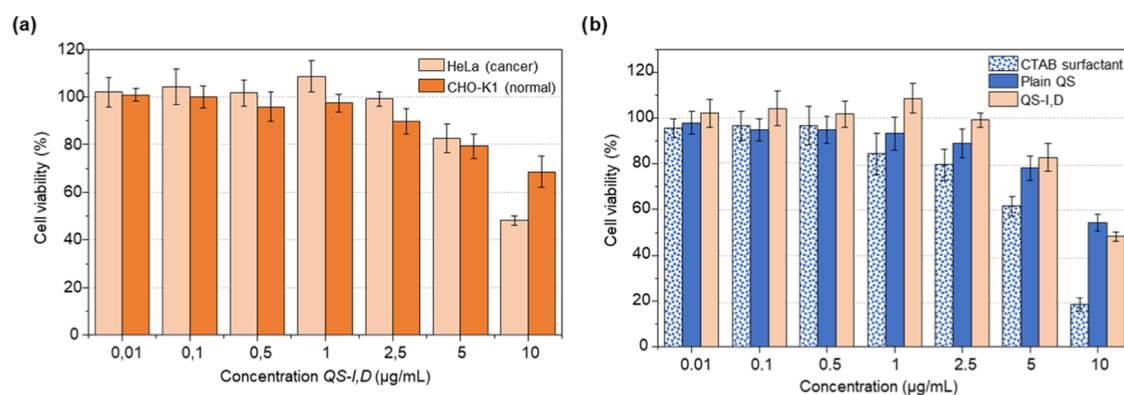 (a)
120
100
80
60
40
20
0
Cell viability (%)
HeLa (cancer)
CHO-K1 (normal)
0,01 0,1 0,5 1 2,5 5 10
Concentration QS-I,D (µg/mL)
(b)
120
100
80
60
40
20
0
Cell viability (%)
CTAB surfactant
Plain QS
QS-I,D
0.01 0.1 0.5 1 2.5 5 10
Concentration (µg/mL)